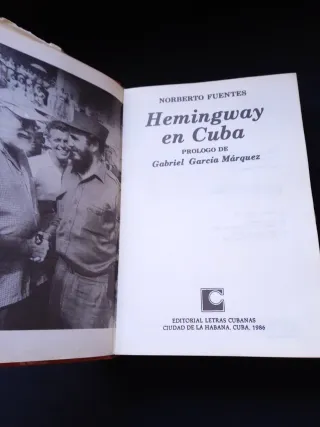 NORBERTO FUENTES
Hemingway
en Cuba
PROLOGO DE
Gabriel García Márquez
EDITORIAL LETRAS CUBANAS
CIUDAD DE LA HABANA, CUBA, 1986